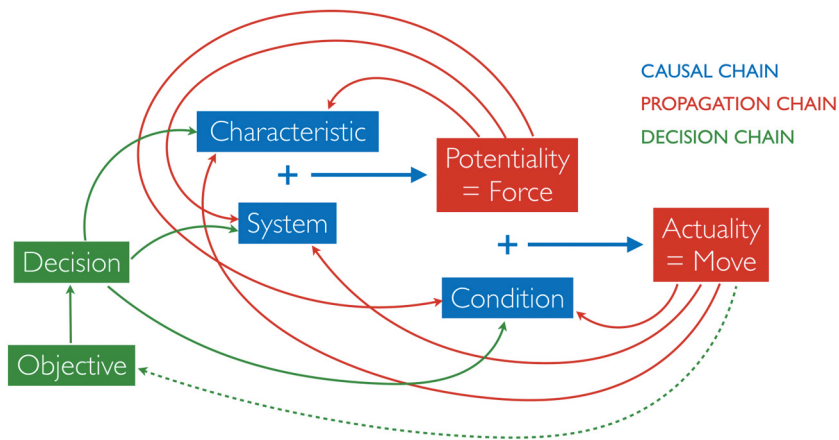 CAUSAL CHAIN
PROPAGATION CHAIN
DECISION CHAIN
Characteristic
+
Potentiality
= Force
System
+
Actuality
= Move
Decision
Condition
Objective